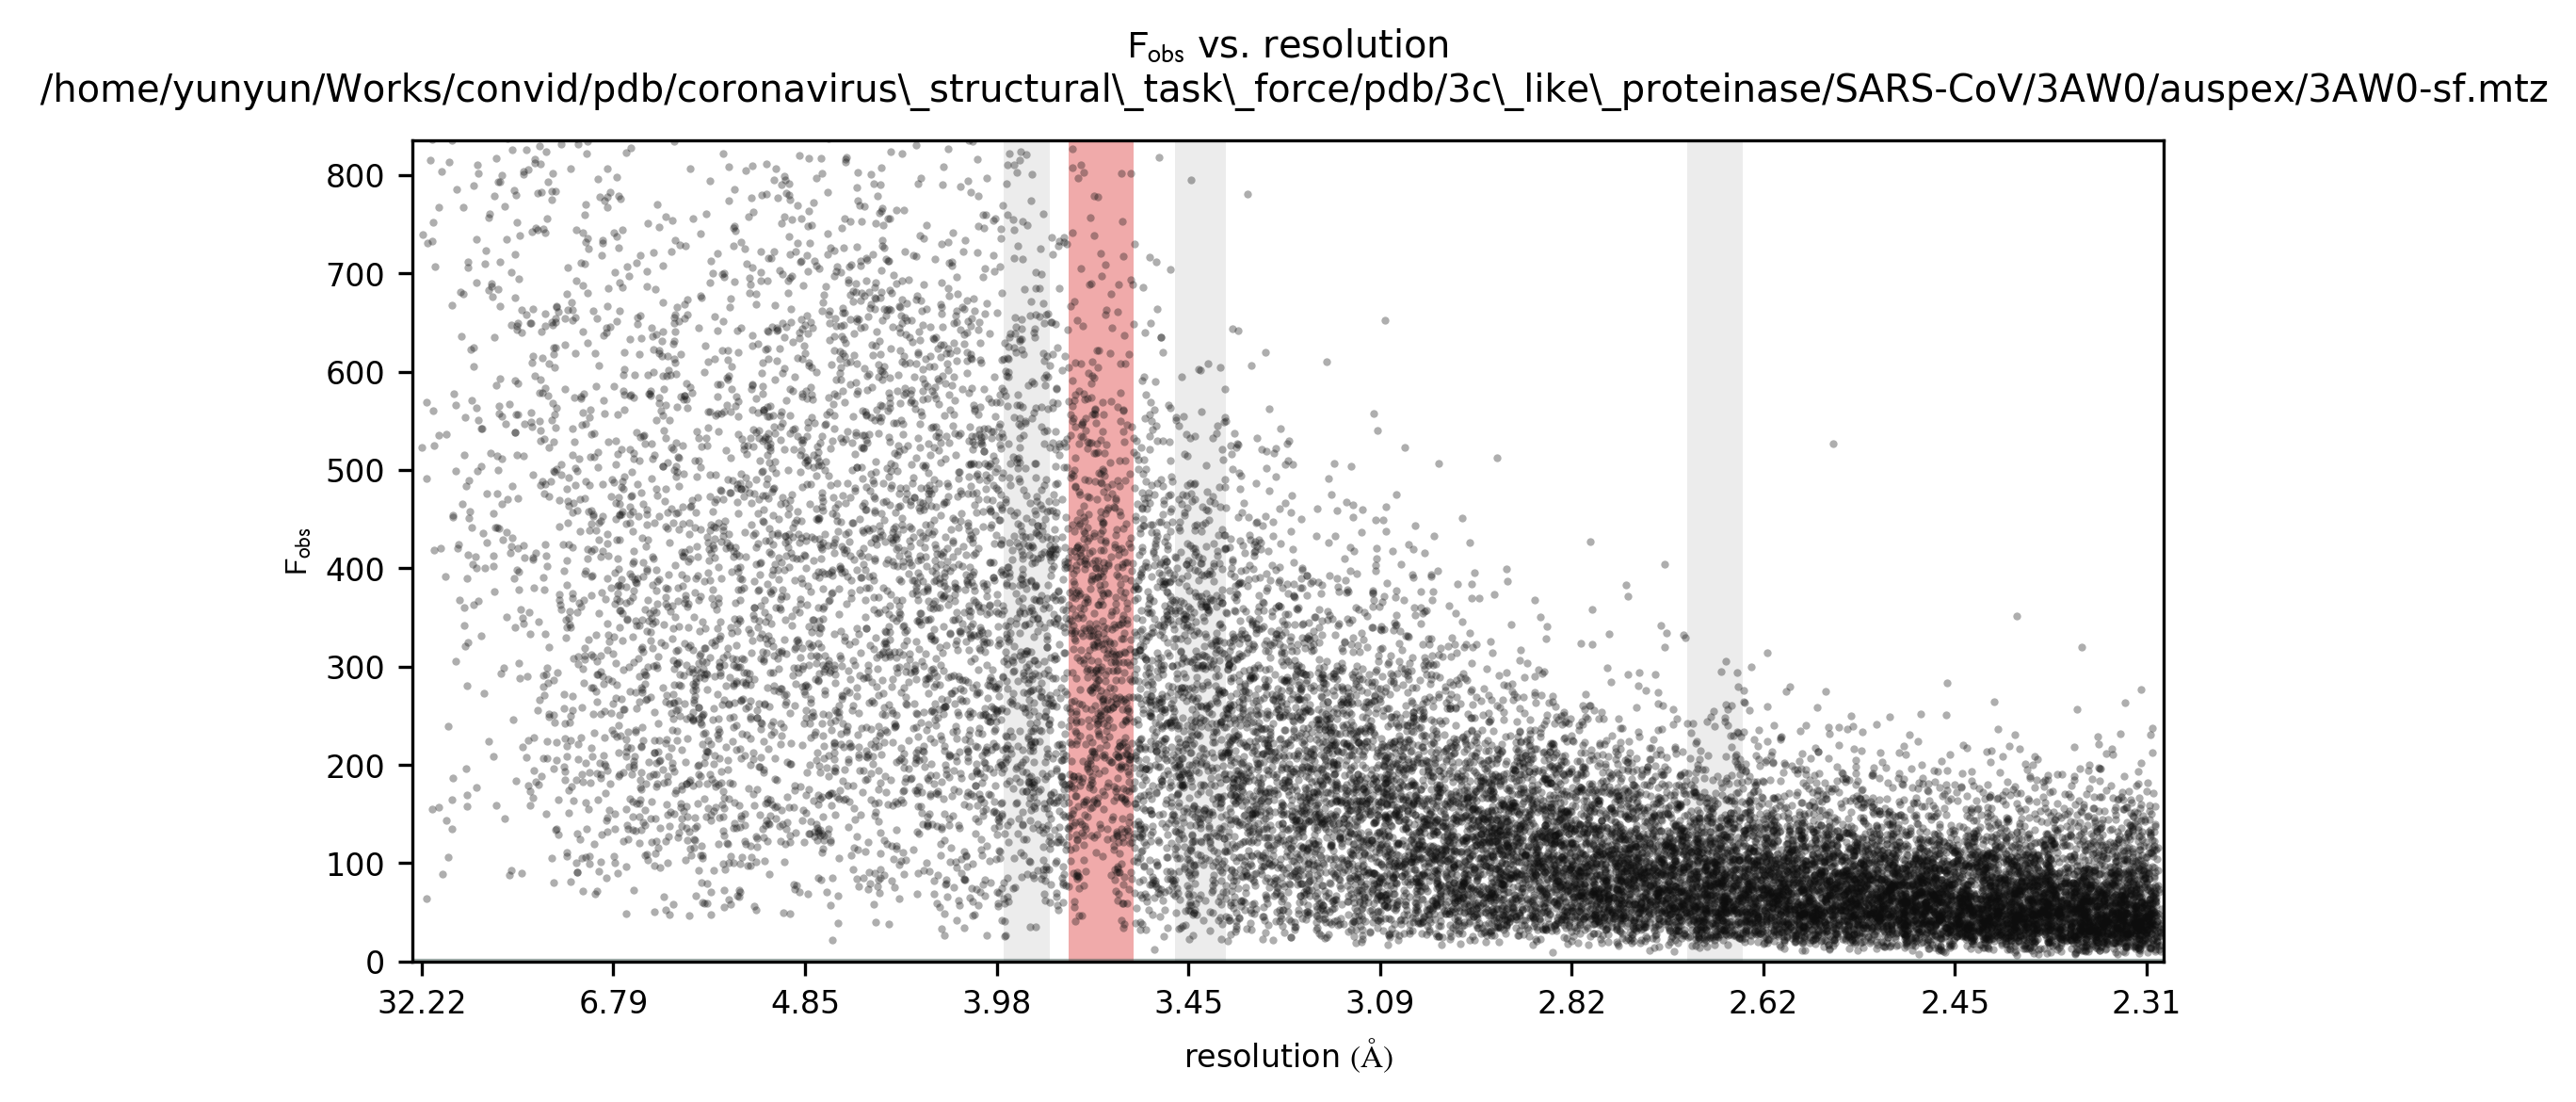 Fobs vs. resolution
/home/yunyun/Works/convid/pdb/coronavirus\_structural\_task\_force/pdb/3c\_like\_proteinase/SARS-CoV/3AW0/auspex/3AW0-sf.mtz
800
700
600
500
400
300
200
100
0
Fobs
32.22 6.79 4.85 3.98 3.45 3.09 2.82 2.62 2.45 2.31
resolution (Å)